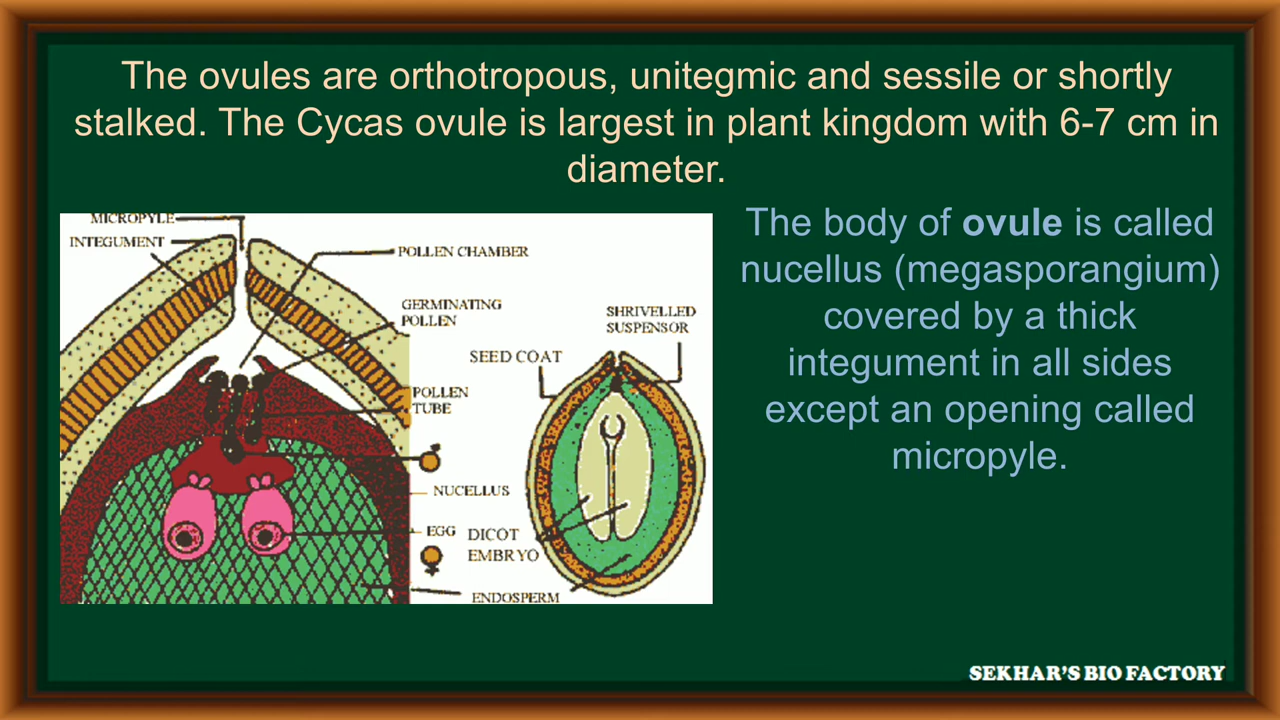 The ovules are orthotropous, unitegmic and sessile or shortly
stalked. The Cycas ovule is largest in plant kingdom with 6-7 cm in
diameter.
MICROPYLE
INTEGUMENT
POLLEN CHAMBER
GERMINATING
POLLEN
POLLEN
TUBE
♂
NUCELLUS
EGG
♀
SHRIVELLED
SUSPENSOR
SEED COAT
DICOT
EMBRYO
ENDOSPERM
The body of ovule is called
nucellus (megasporangium)
covered by a thick
integument in all sides
except an opening called
micropyle.
SEKHAR'S BIO FACTORY